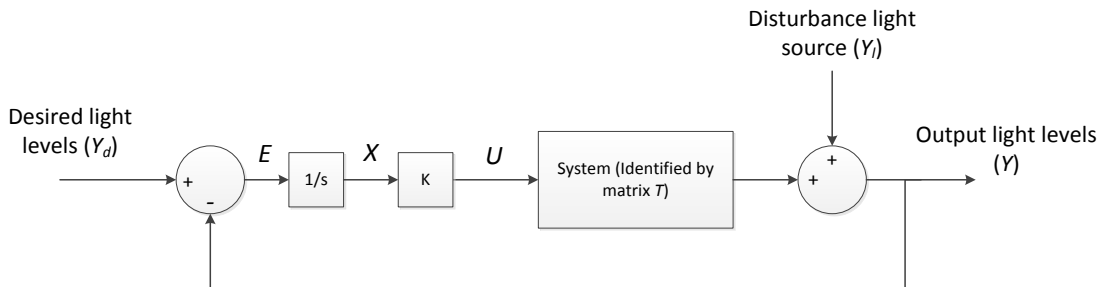 Disturbance light
source (Yl)
Desired light
levels (Yd)
+
-
E
1/s
X
K
U
System (Identified by
matrix T)
+
+
Output light levels
(Y)